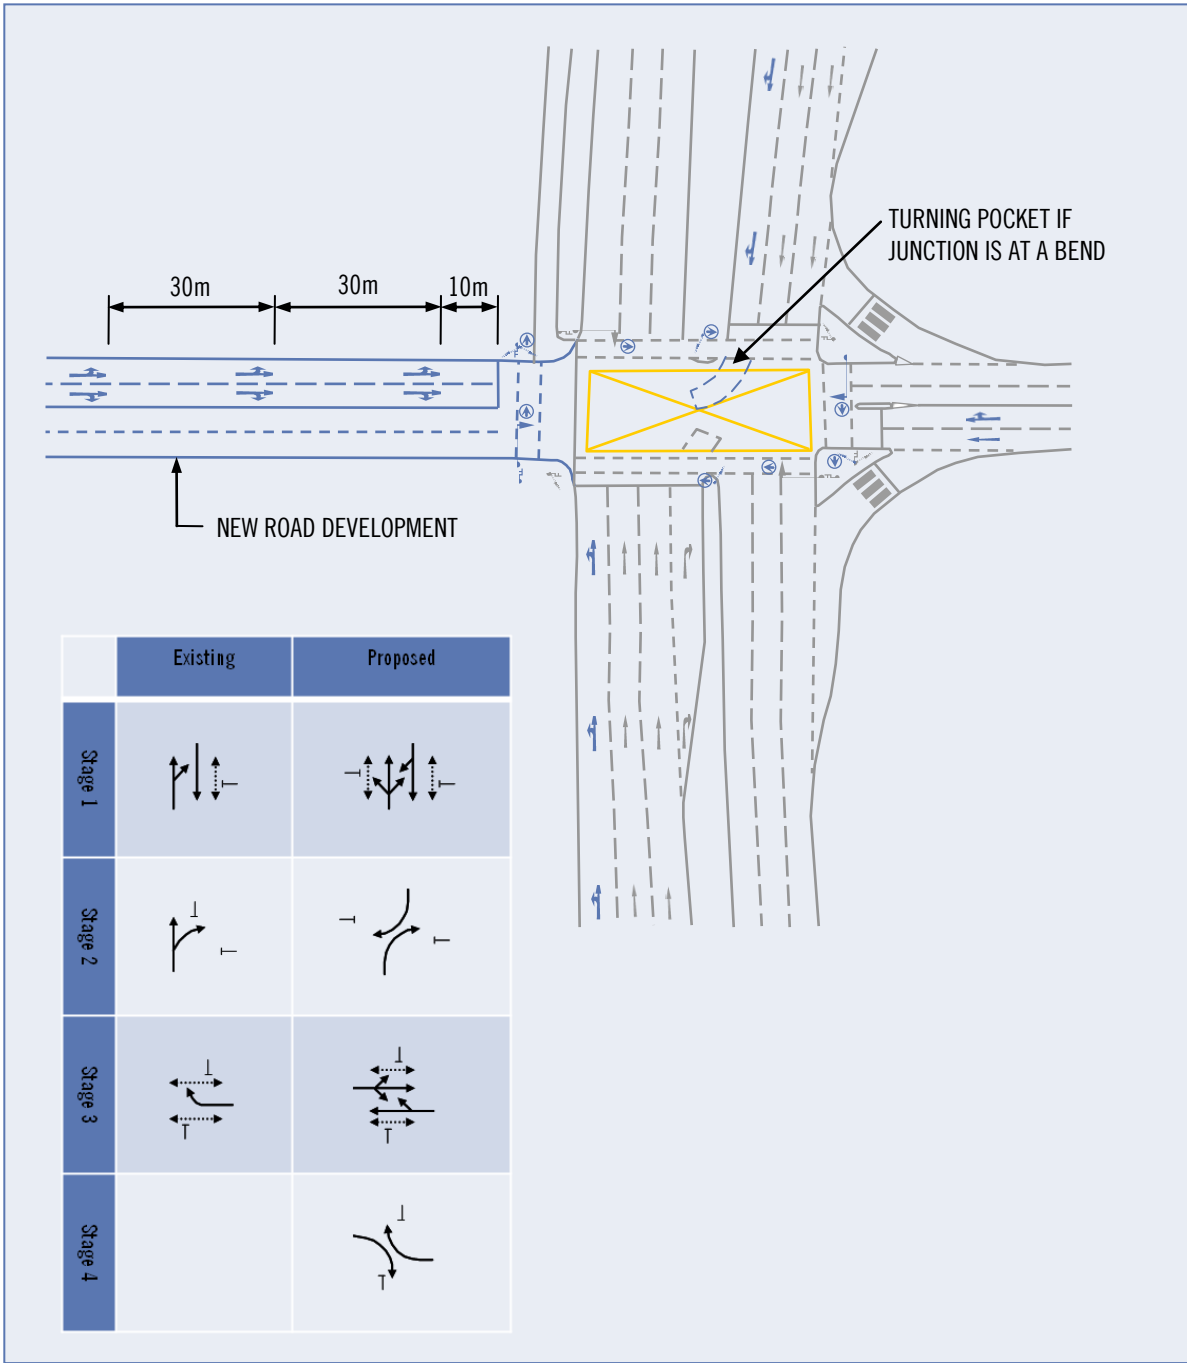 TURNING POCKET IF
JUNCTION IS AT A BEND
30m
30m
10m
NEW ROAD DEVELOPMENT
Existing
Proposed
Stage 1
Stage 2
Stage 3
Stage 4